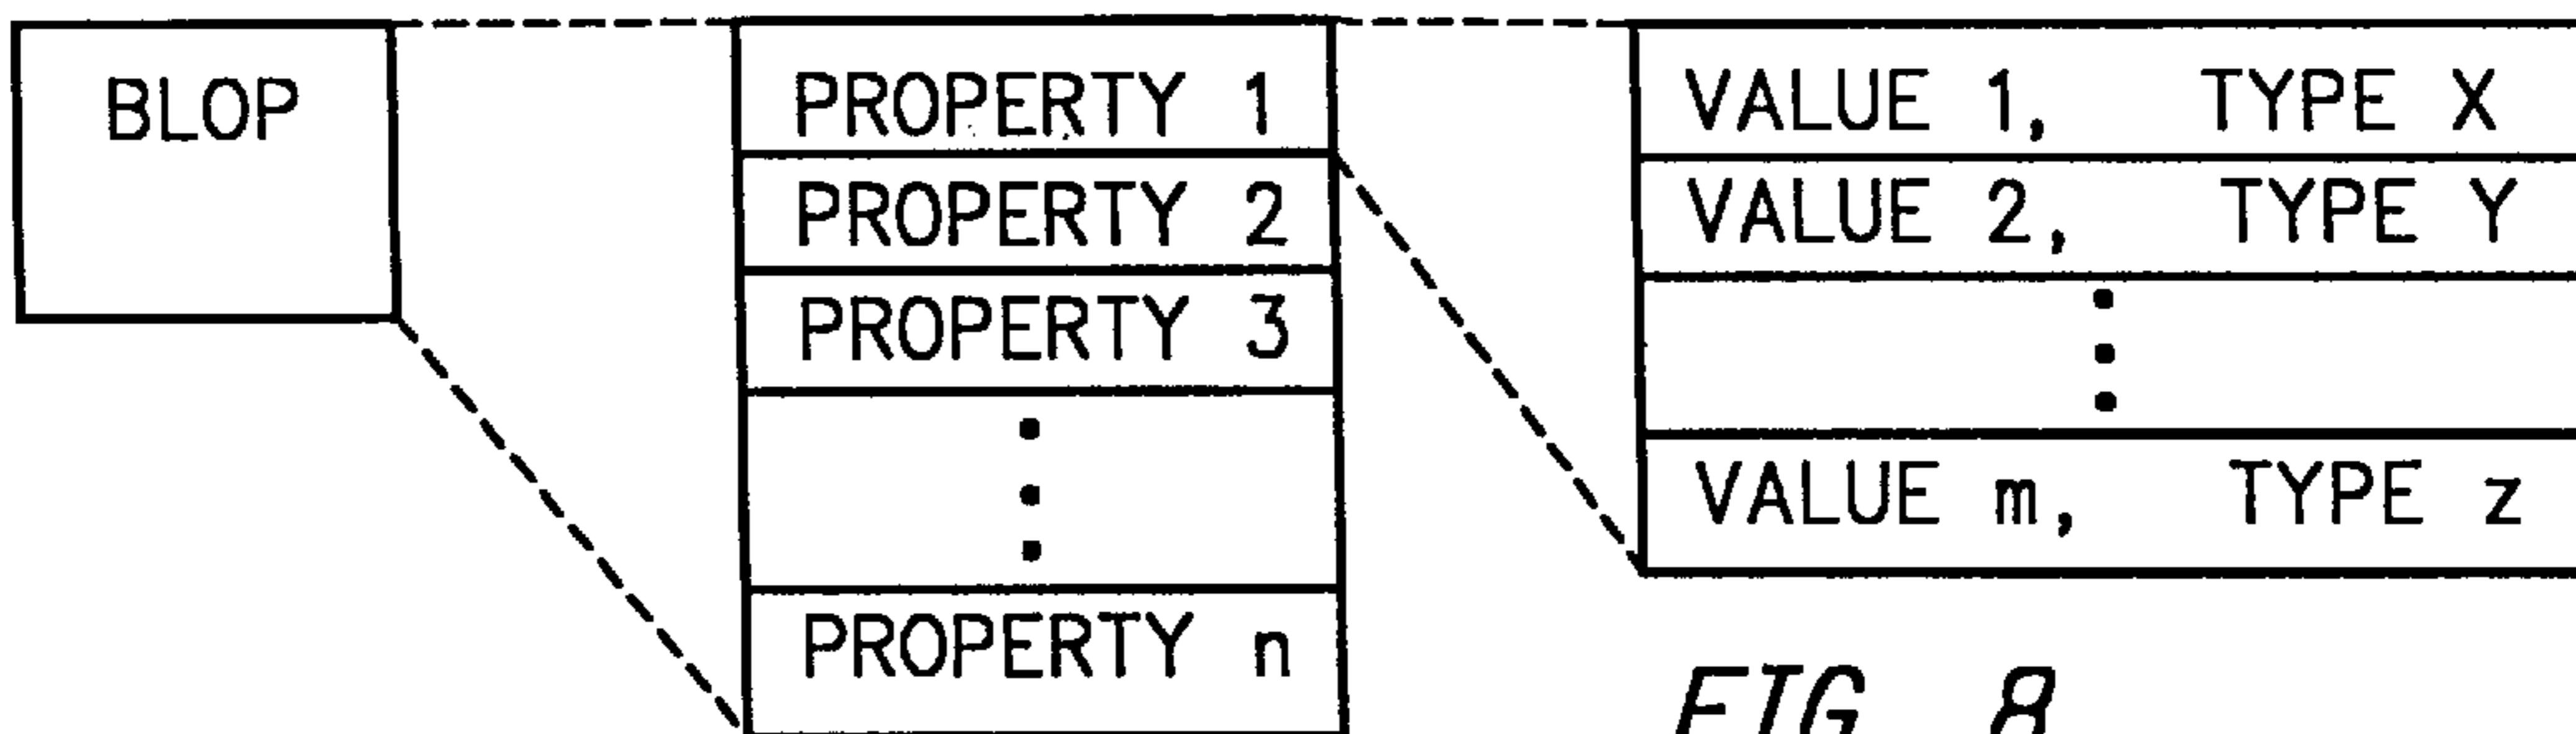 BLOP
PROPERTY 1
PROPERTY 2
PROPERTY 3
PROPERTY n
VALUE 1, TYPE X
VALUE 2, TYPE Y
VALUE m, TYPE z
FIG 8